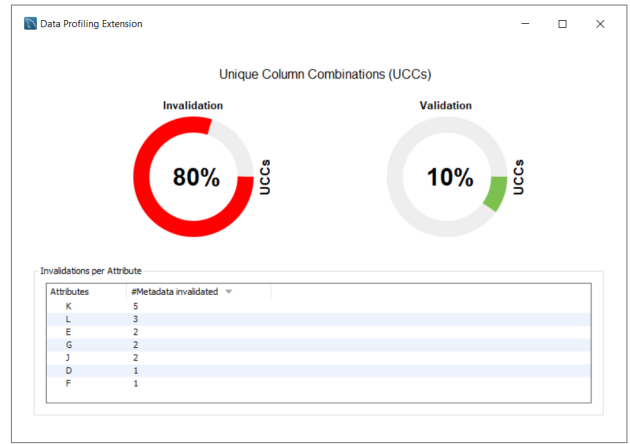 Data Profiling Extension
Unique Column Combinations (UCCs)
Invalidation
Validation
80%
UCCs
10%
UCCs
Invalidations per Attribute
Attributes #Metadata invalidated
K 5
L 3
E 2
G 2
J 2
D 1
F 1